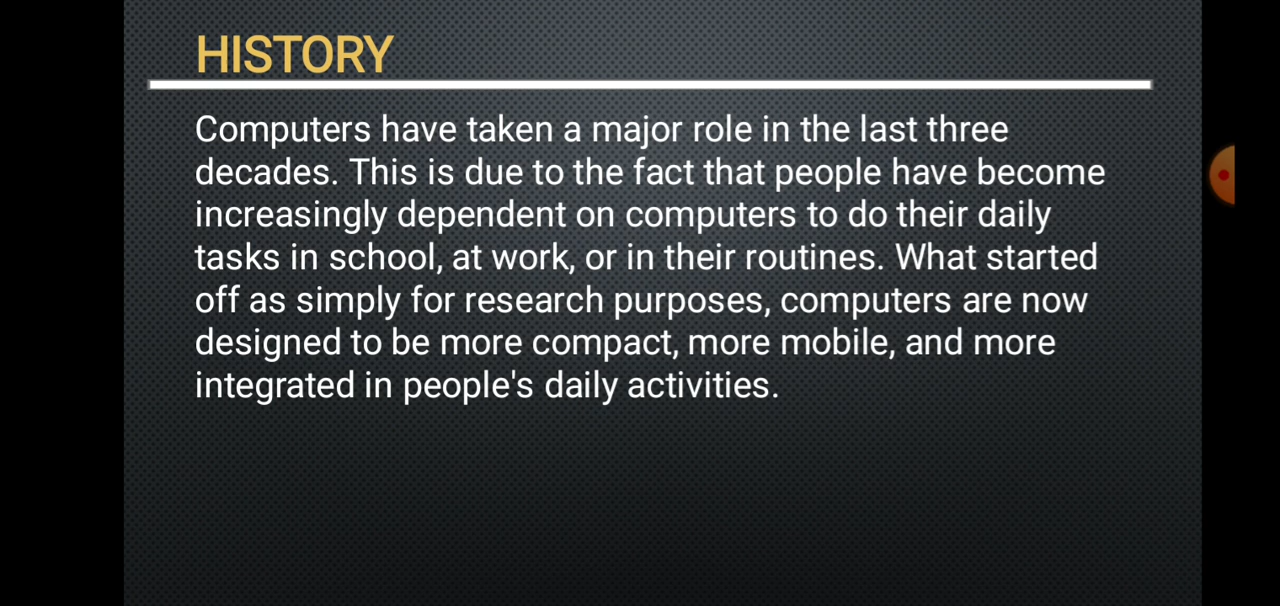 HISTORY
Computers have taken a major role in the last three
decades. This is due to the fact that people have become
increasingly dependent on computers to do their daily
tasks in school, at work, or in their routines. What started
off as simply for research purposes, computers are now
designed to be more compact, more mobile, and more
integrated in people's daily activities.